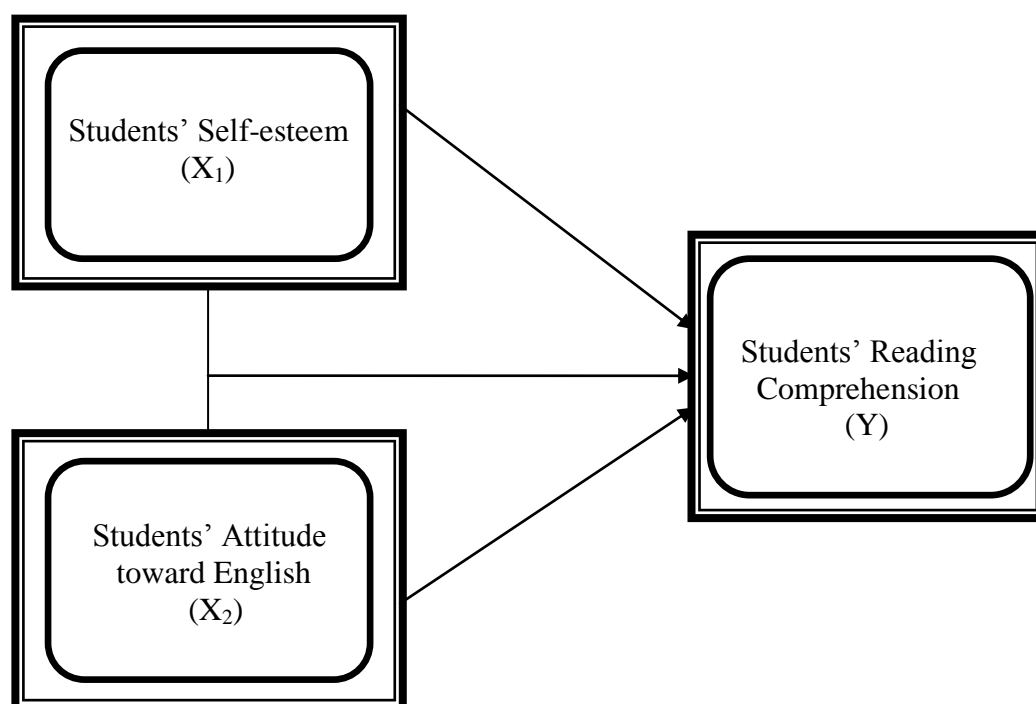 Students’ Self-esteem
(X₁)
Students’ Reading
Comprehension
(Y)
Students’ Attitude
toward English
(X₂)